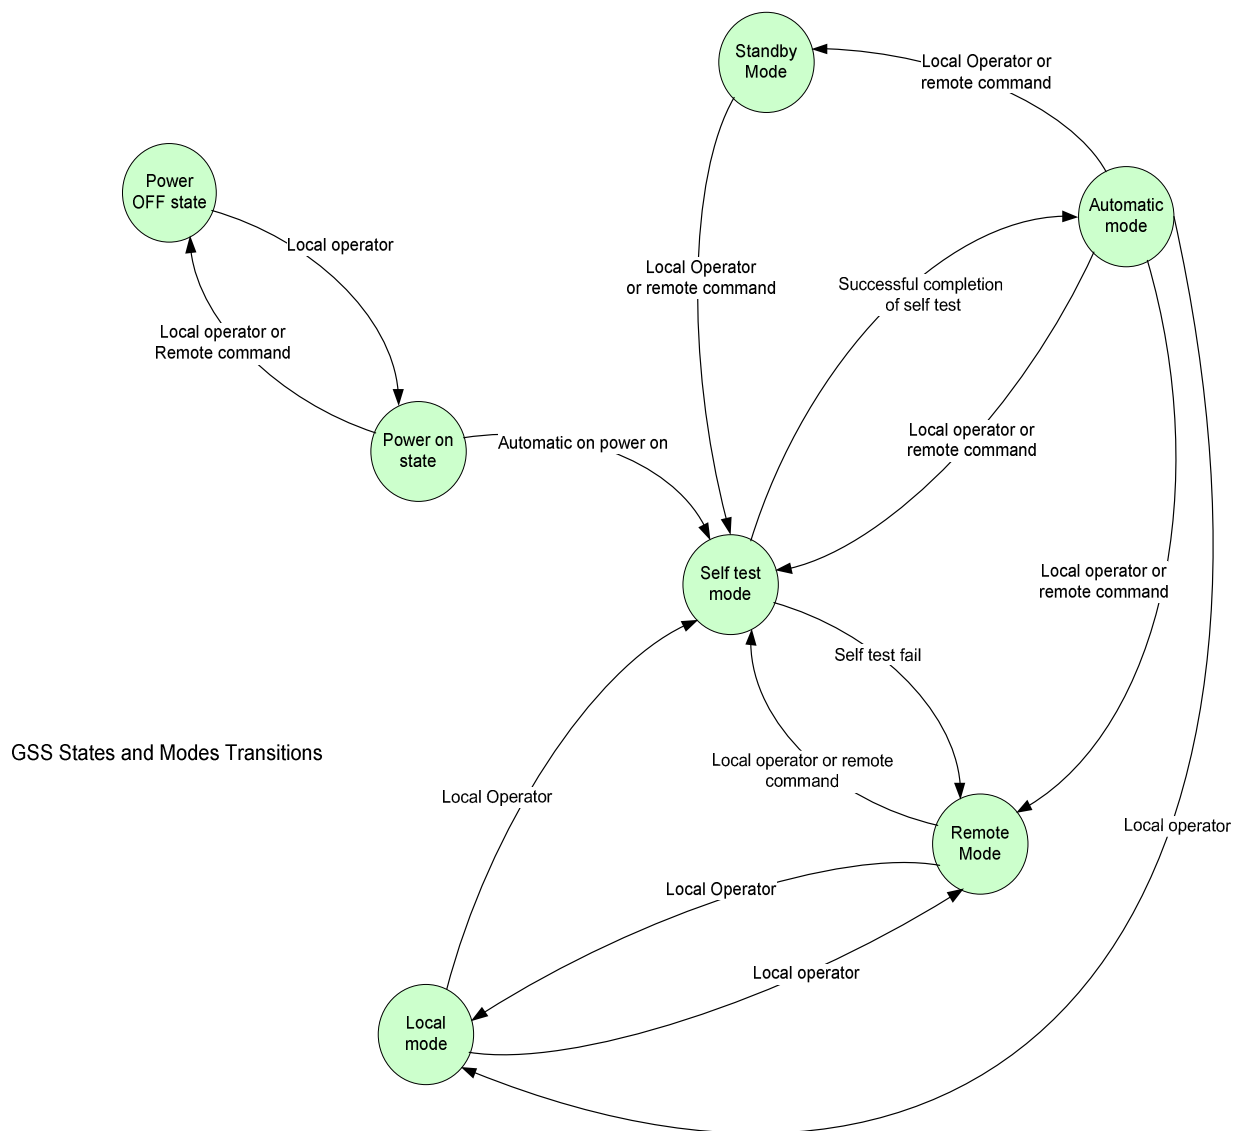 Standby
Mode
Local Operator or
remote command
Power
OFF state
Automatic
mode
Local operator
Local Operator
or remote command
Successful completion
of self test
Local operator or
Remote command
Power on
state
Automatic on power on
Local operator or
remote command
Self test
mode
Local operator or
remote command
Self test fail
GSS States and Modes Transitions
Local operator or remote
command
Local Operator
Remote
Mode
Local operator
Local Operator
Local operator
Local
mode